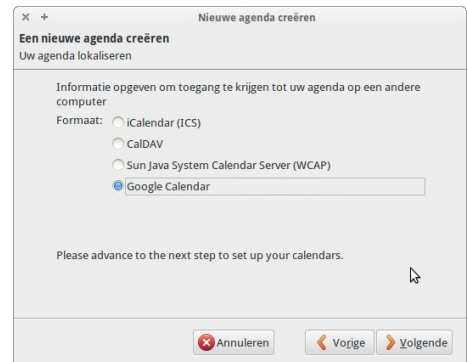 Nieuwe agenda creëren
Een nieuwe agenda creëren
Uw agenda lokaliseren
Informatie opgeven om toegang te krijgen tot uw agenda op een andere
computer
Formaat: iCalendar (ICS)
CalDAV
Sun Java System Calendar Server (WCAP)
Google Calendar
Please advance to the next step to set up your calendars.
Annuleren Vorige Volgende